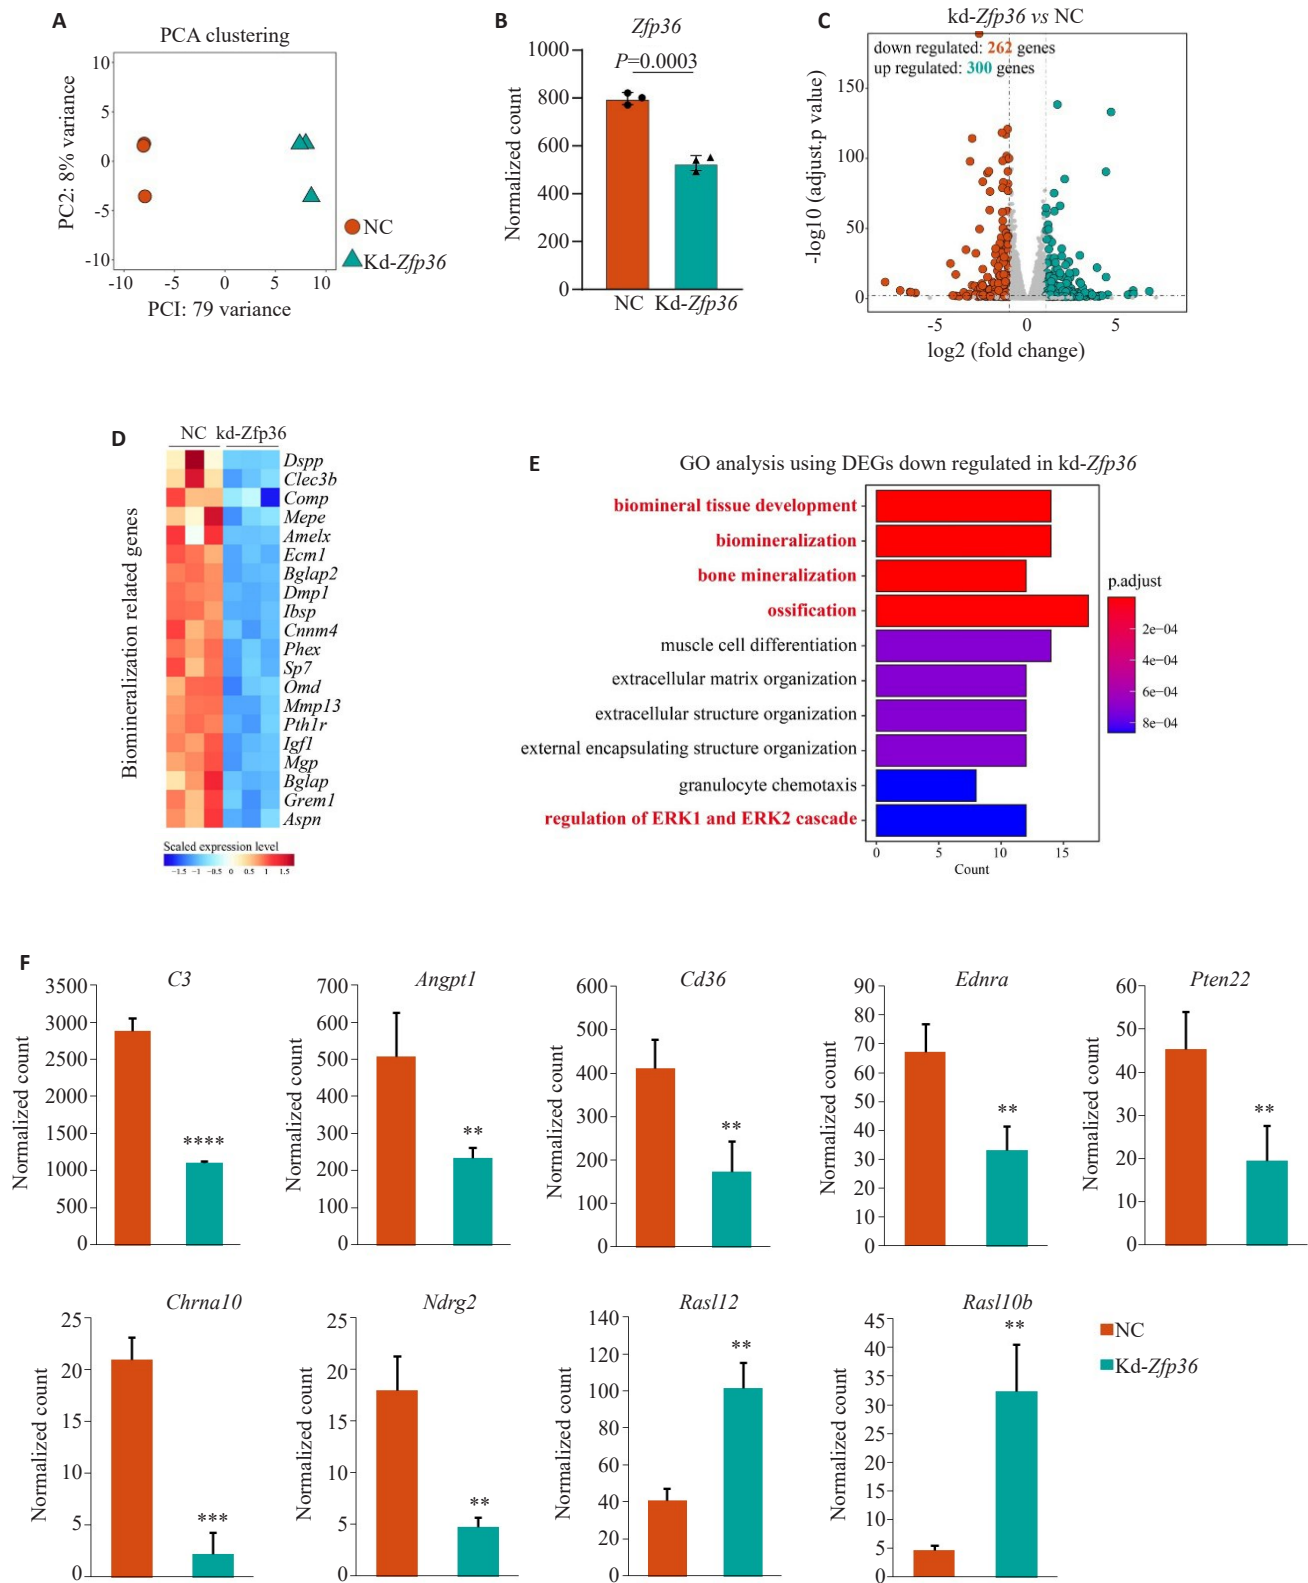 A
PCA clustering
10
5
0
-5
-10
PC2: 8% variance
-10
-5
0
5
10
PCI: 79 variance
NC
Kd-Zfp36
B
Zfp36
P=0.0003
1000
800
600
400
200
0
Normalized count
NC
Kd-Zfp36
C
kd-Zfp36 vs NC
down regulated: 262 genes
up regulated: 300 genes
150
100
50
0
-log10 (adjust.p value)
-5
0
5
log2 (fold change)
D
NC
kd-Zfp36
Biomineralization related genes
Dspp
Clec3b
Comp
Mepe
Amelx
Ecm1
Bglap2
Dmp1
Ibsp
Cnnm4
Phex
Sp7
Omd
Mmp13
Pth1r
Igf1
Mgp
Bglap
Grem1
Aspn
Scaled expression level
−1.5 −1 −0.5 0 0.5 1 1.5
E
GO analysis using DEGs down regulated in kd-Zfp36
biomineral tissue development
biomineralization
bone mineralization
ossification
muscle cell differentiation
extracellular matrix organization
extracellular structure organization
external encapsulating structure organization
granulocyte chemotaxis
regulation of ERK1 and ERK2 cascade
0
5
10
15
Count
p.adjust
2e−04
4e−04
6e−04
8e−04
F
C3
3500
3000
2500
2000
1500
1000
500
0
Normalized count
****
Angpt1
700
600
500
400
300
200
100
0
Normalized count
**
Cd36
600
500
400
300
200
100
0
Normalized count
**
Ednra
90
80
70
60
50
40
30
20
10
0
Normalized count
**
Pten22
60
50
40
30
20
10
0
Normalized count
**
Chrna10
25
20
15
10
5
0
Normalized count
***
Ndrg2
25
20
15
10
5
0
Normalized count
**
Rasl12
140
120
100
80
60
40
20
0
Normalized count
**
Rasl10b
45
40
35
30
25
20
15
10
5
0
Normalized count
**
NC
Kd-Zfp36